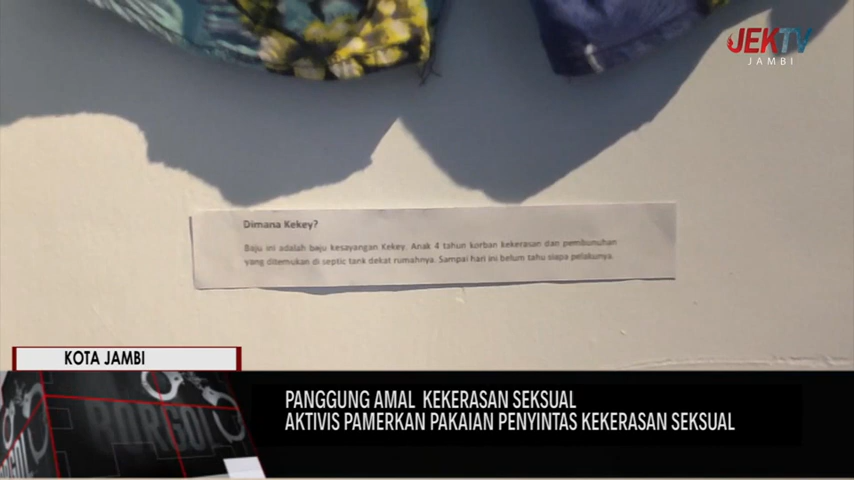 JEKTV
JAMBI
Dimana Kekey?
Baju ini adalah baju kesayangan Kekey. Anak 4 tahun korban kekerasan dan pembunuhan
yang ditemukan di septic tank dekat rumahnya. Sampai hari ini belum tahu siapa pelakunya.
KOTA JAMBI
BORGOL
PANGGUNG AMAL KEKERASAN SEKSUAL
AKTIVIS PAMERKAN PAKAIAN PENYINTAS KEKERASAN SEKSUAL